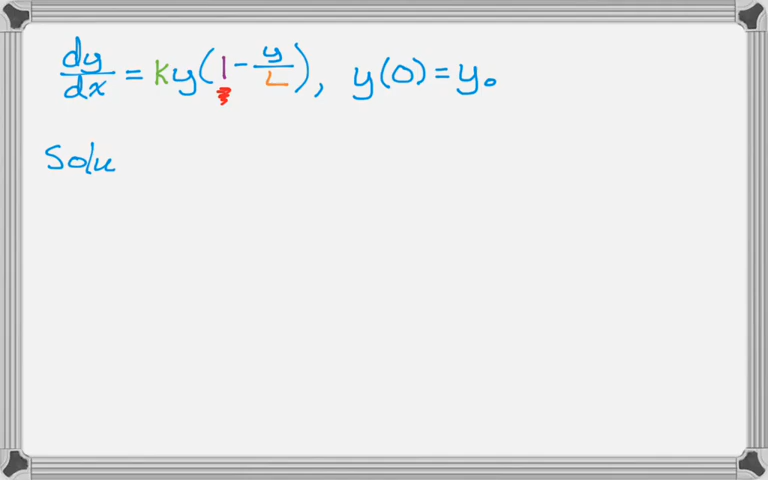 dy/dx = ky(1 - y/L), y(0) = y₀
Solu